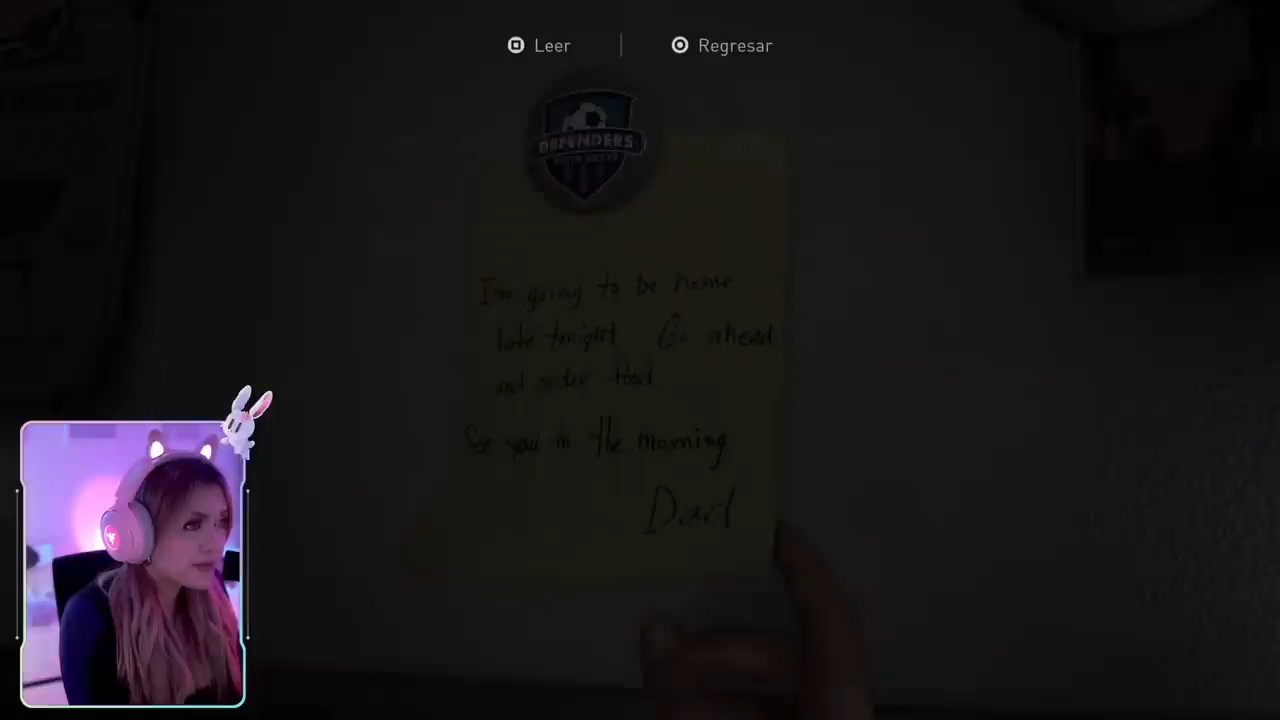 Leer
Regresar
DEFENDERS
I'm going to be home
late tonight Go ahead
and order food
See you in the morning
Dad